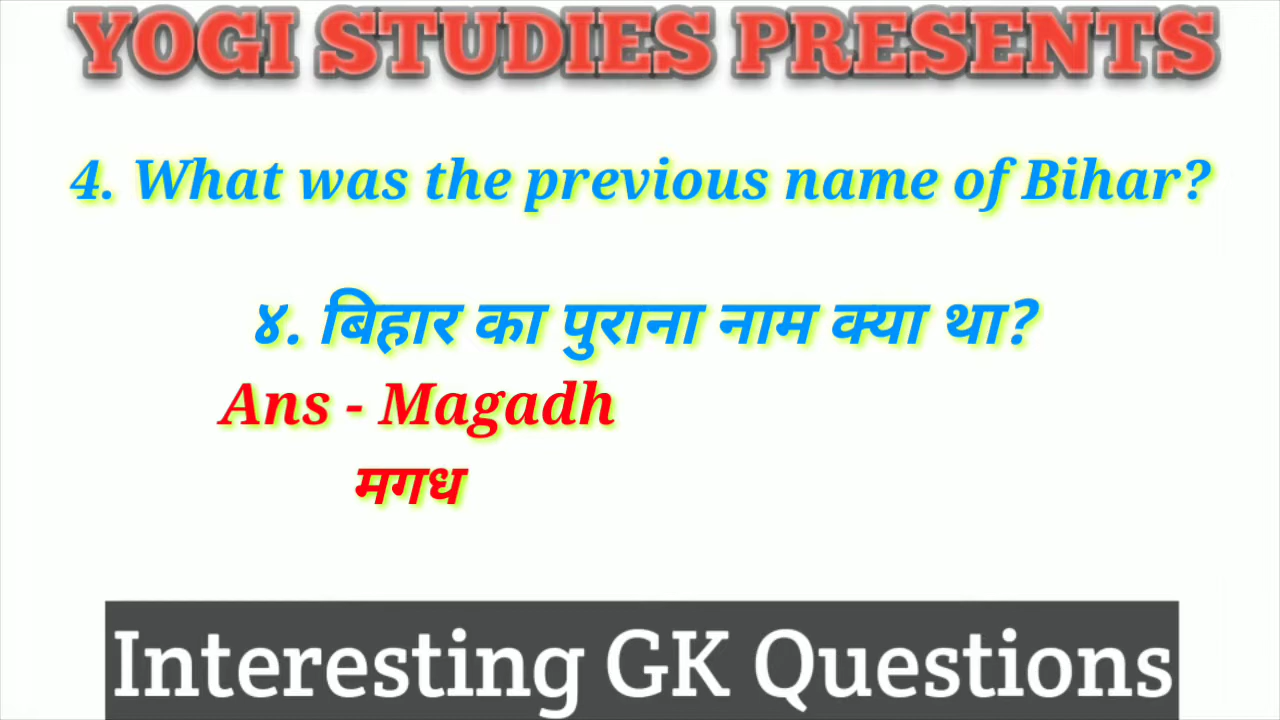 YOGI STUDIES PRESENTS
4. What was the previous name of Bihar?
४. बिहार का पुराना नाम क्या था?
Ans - Magadh
मगध
Interesting GK Questions